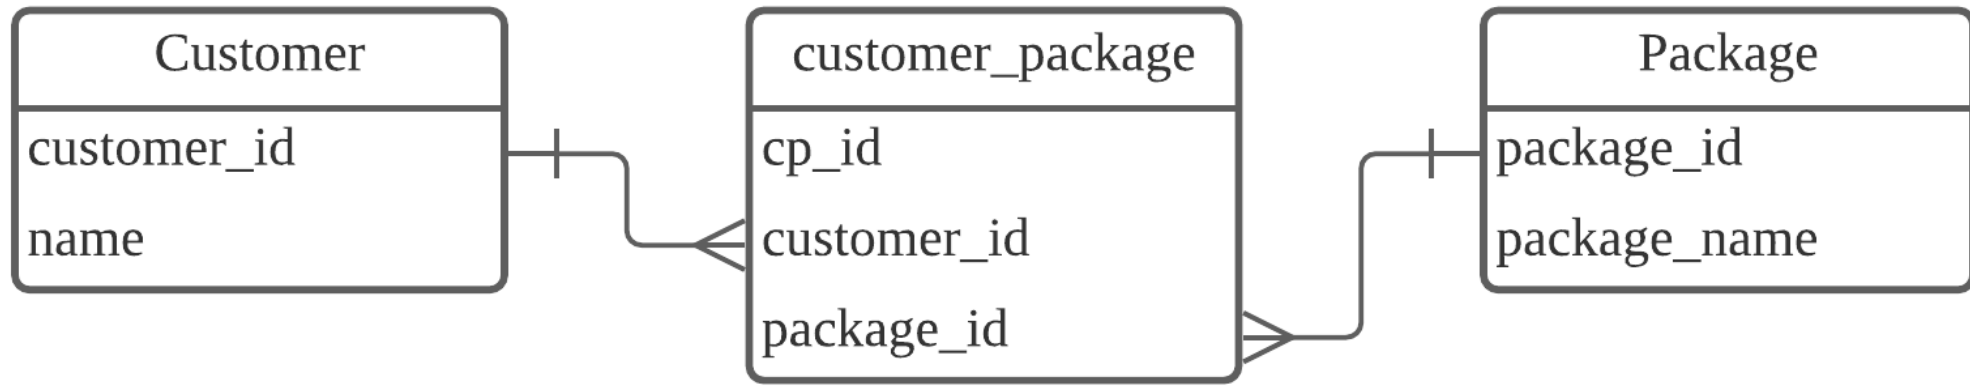 Customer
customer_id
name
customer_package
cp_id
customer_id
package_id
Package
package_id
package_name